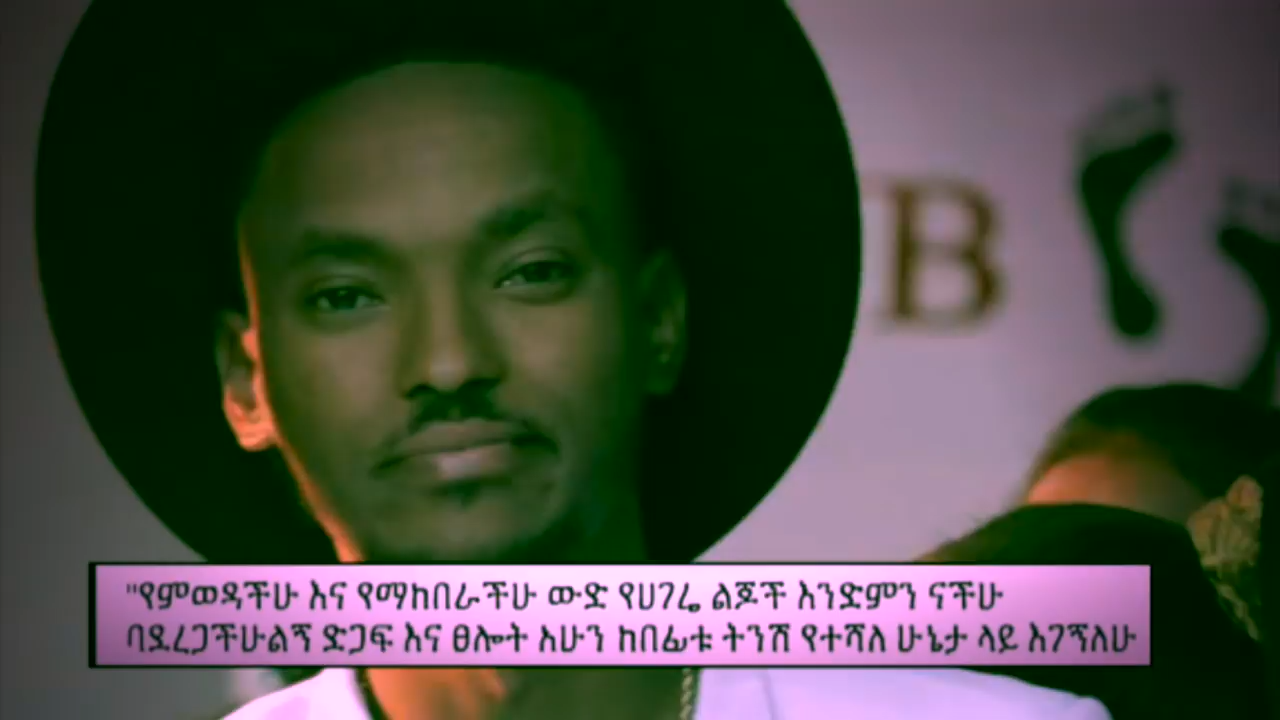 B
"የምወዳችሁ እና የማከበራችሁ ውድ የሀገሬ ልጆች እንድምን ናችሁ
ባደረጋችሁልኝ ድጋፍ እና ፀሎት አሁን ከበፊቱ ትንሽ የተሻለ ሁኔታ ላይ እገኛለሁ